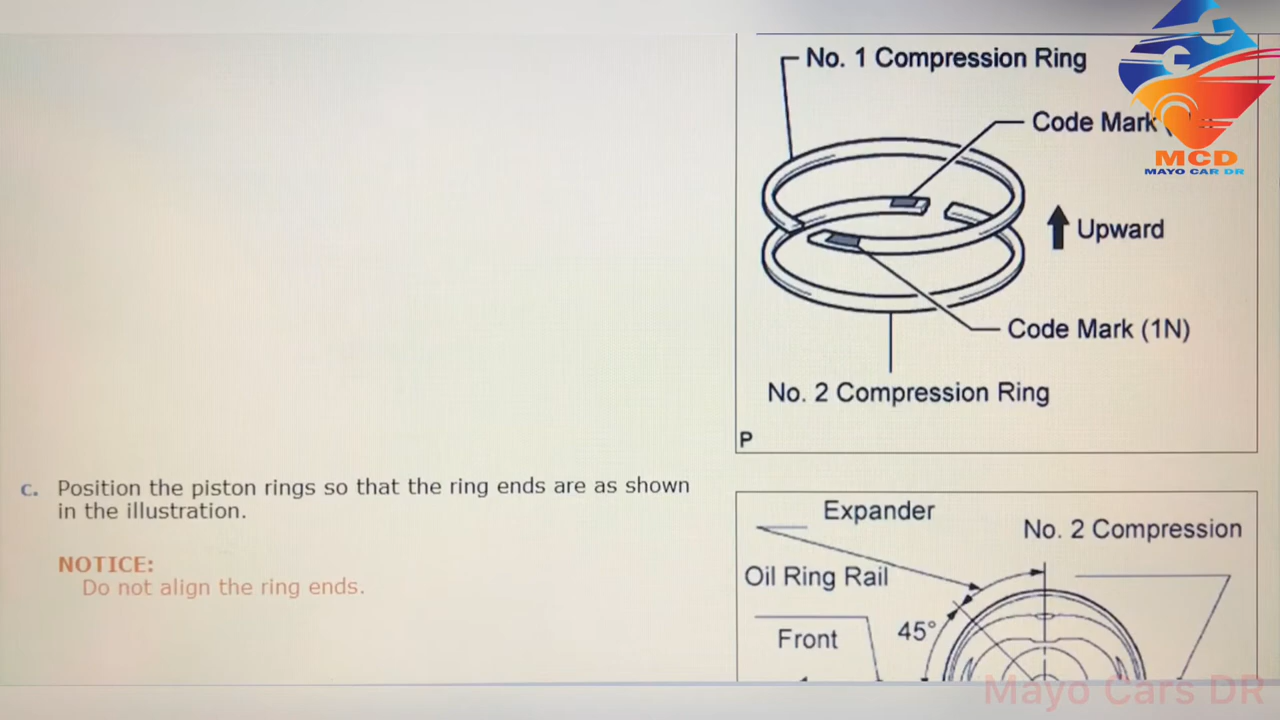 No. 1 Compression Ring
Code Mark
MCD
MAYO CAR DR
Upward
Code Mark (1N)
No. 2 Compression Ring
P
c. Position the piston rings so that the ring ends are as shown
in the illustration.
NOTICE:
Do not align the ring ends.
Expander
No. 2 Compression
Oil Ring Rail
45°
Front
Mayo Cars DR